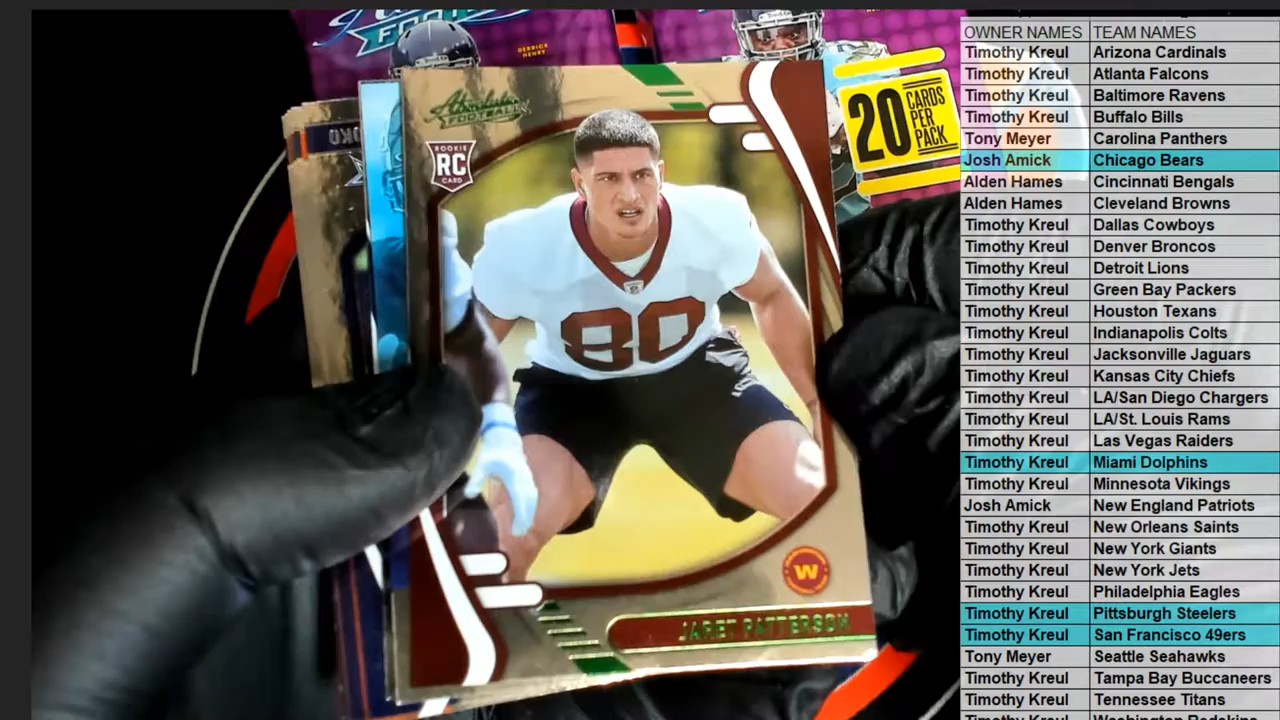 FOOTBALL
DERRICK
HENRY
20 CARDS
PER
PACK
Absolute
FOOTBALL
ROOKIE
RC
CARD
80
W
JARET PATTERSON
OWNER NAMES TEAM NAMES
Timothy Kreul Arizona Cardinals
Timothy Kreul Atlanta Falcons
Timothy Kreul Baltimore Ravens
Timothy Kreul Buffalo Bills
Tony Meyer Carolina Panthers
Josh Amick Chicago Bears
Alden Hames Cincinnati Bengals
Alden Hames Cleveland Browns
Timothy Kreul Dallas Cowboys
Timothy Kreul Denver Broncos
Timothy Kreul Detroit Lions
Timothy Kreul Green Bay Packers
Timothy Kreul Houston Texans
Timothy Kreul Indianapolis Colts
Timothy Kreul Jacksonville Jaguars
Timothy Kreul Kansas City Chiefs
Timothy Kreul LA/San Diego Chargers
Timothy Kreul LA/St. Louis Rams
Timothy Kreul Las Vegas Raiders
Timothy Kreul Miami Dolphins
Timothy Kreul Minnesota Vikings
Josh Amick New England Patriots
Timothy Kreul New Orleans Saints
Timothy Kreul New York Giants
Timothy Kreul New York Jets
Timothy Kreul Philadelphia Eagles
Timothy Kreul Pittsburgh Steelers
Timothy Kreul San Francisco 49ers
Tony Meyer Seattle Seahawks
Timothy Kreul Tampa Bay Buccaneers
Timothy Kreul Tennessee Titans
Timothy Kreul Washington Redskins